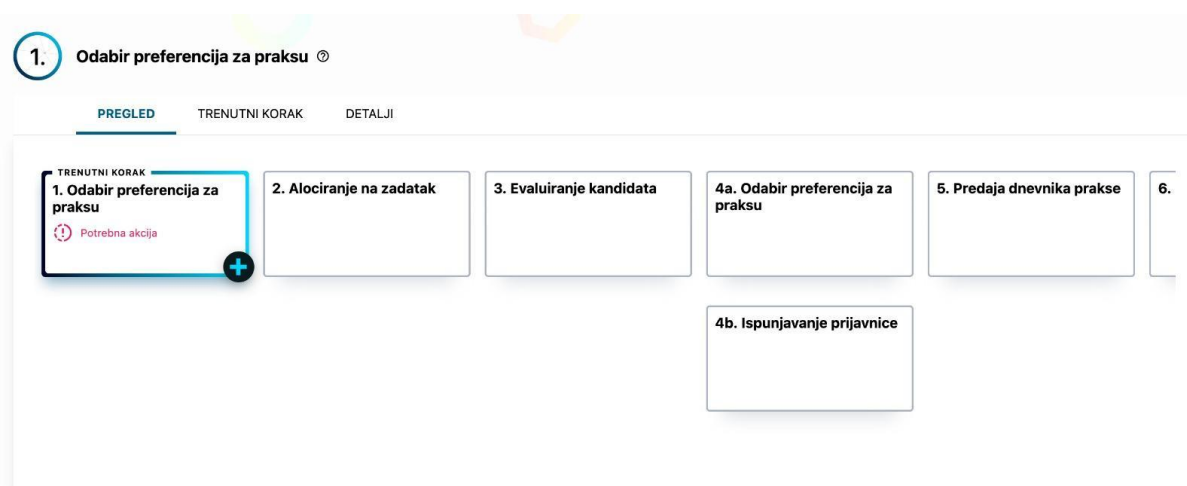 1. Odabir preferencija za praksu ?
PREGLED TRENUTNI KORAK DETALJI
TRENUTNI KORAK
1. Odabir preferencija za
praksu
Potrebna akcija
2. Alociranje na zadatak
3. Evaluiranje kandidata
4a. Odabir preferencija za
praksu
4b. Ispunjavanje prijavnice
5. Predaja dnevnika prakse
6.